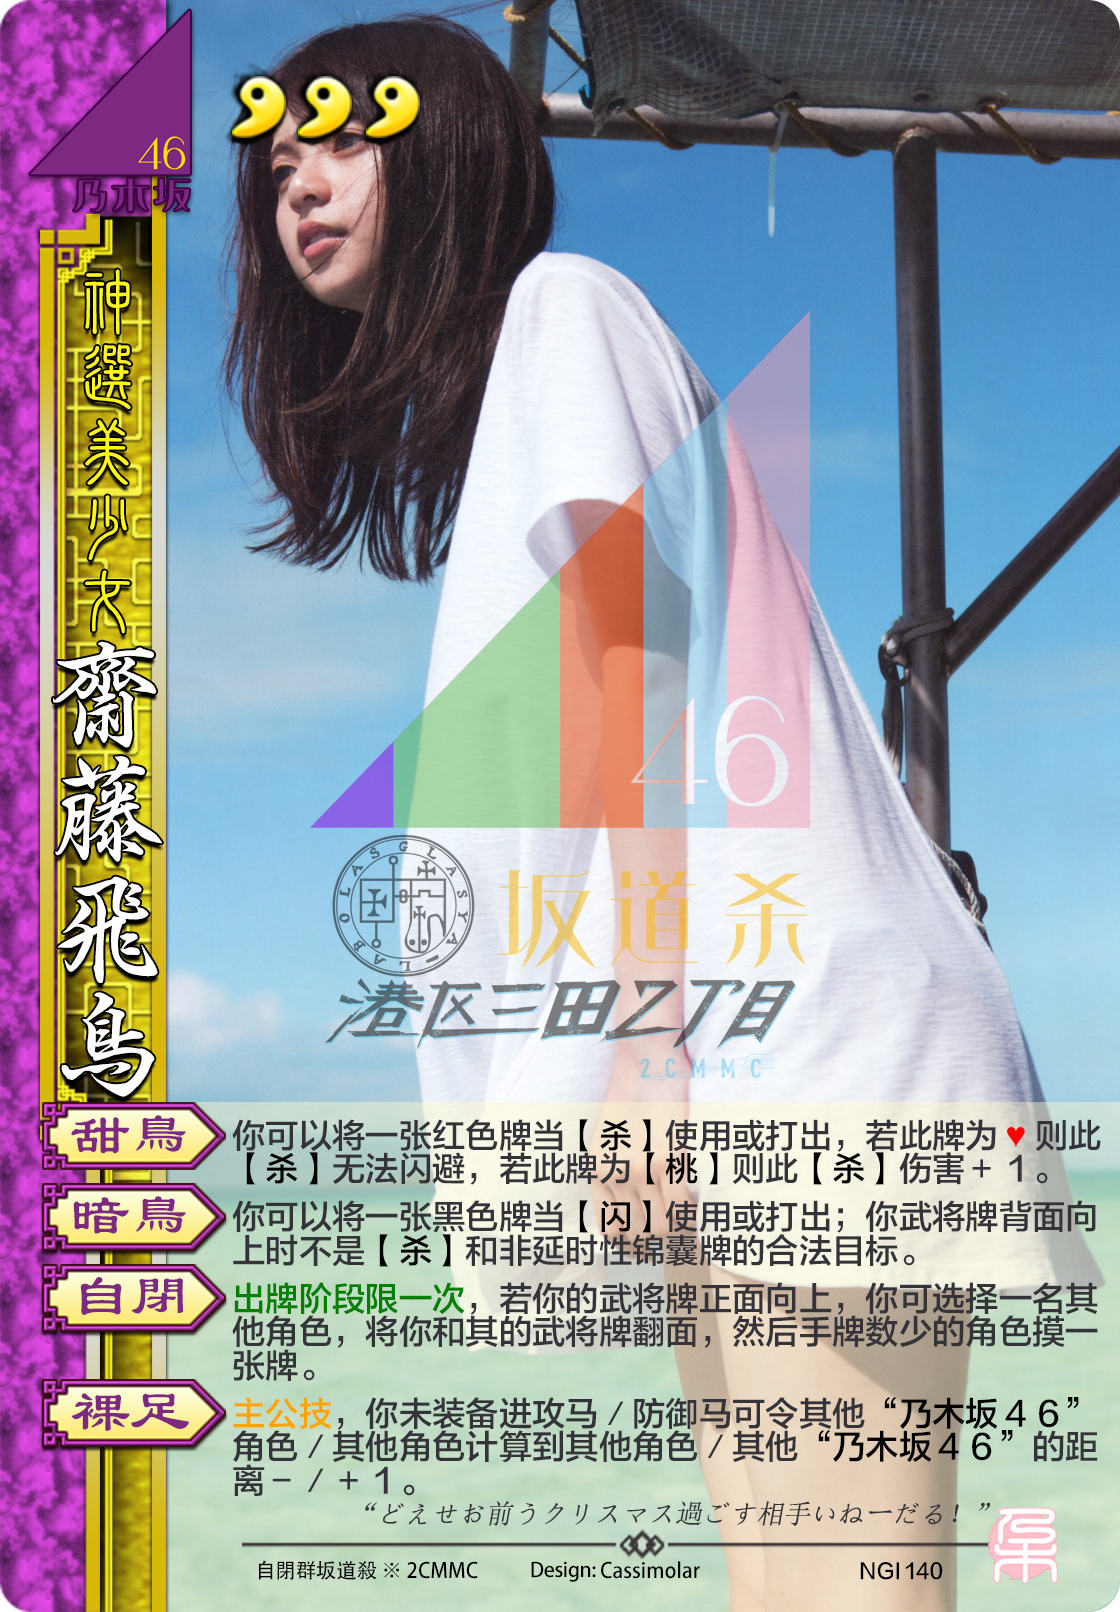 46
乃木坂
神選美少女
齋藤飛鳥
46
GLASYA LABOLAS
坂道杀
港区三田乙丁目
2CMMC
甜鳥
你可以将一张红色牌当【杀】使用或打出，若此牌为♥则此
【杀】无法闪避，若此牌为【桃】则此【杀】伤害＋１。
暗鳥
你可以将一张黑色牌当【闪】使用或打出；你武将牌背面向
上时不是【杀】和非延时性锦囊牌的合法目标。
自閉
出牌阶段限一次，若你的武将牌正面向上，你可选择一名其
他角色，将你和其的武将牌翻面，然后手牌数少的角色摸一
张牌。
裸足
主公技，你未装备进攻马／防御马可令其他“乃木坂４６”
角色／其他角色计算到其他角色／其他“乃木坂４６”的距
离－／＋１。
“どえせお前うクリスマス過ごす相手いねーだる！”
自閉群坂道殺 ※ 2CMMC
Design: Cassimolar
NGI140